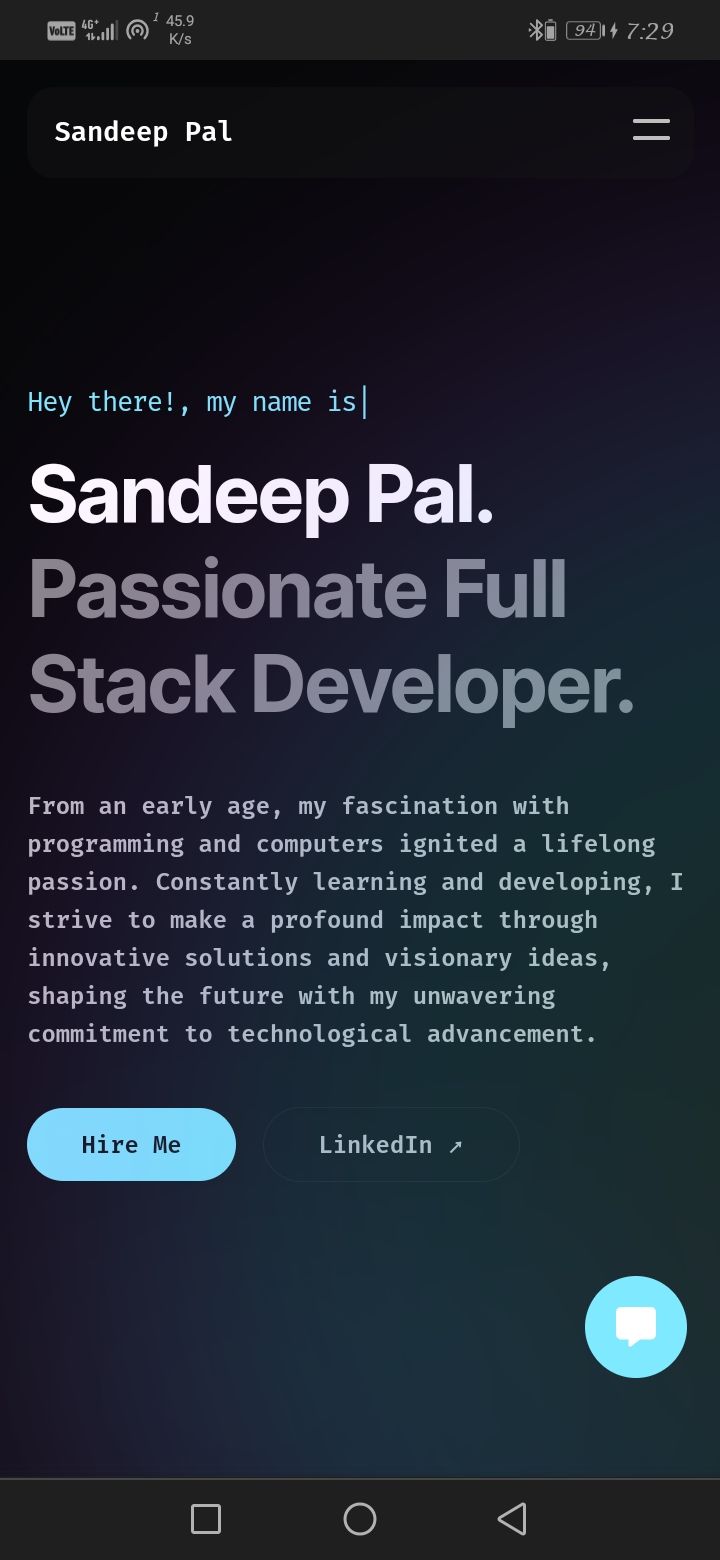 VoLTE 4G+ 1 45.9
K/s
94 7:29
Sandeep Pal
Hey there!, my name is
Sandeep Pal.
Passionate Full
Stack Developer.
From an early age, my fascination with
programming and computers ignited a lifelong
passion. Constantly learning and developing, I
strive to make a profound impact through
innovative solutions and visionary ideas,
shaping the future with my unwavering
commitment to technological advancement.
Hire Me
LinkedIn ↗